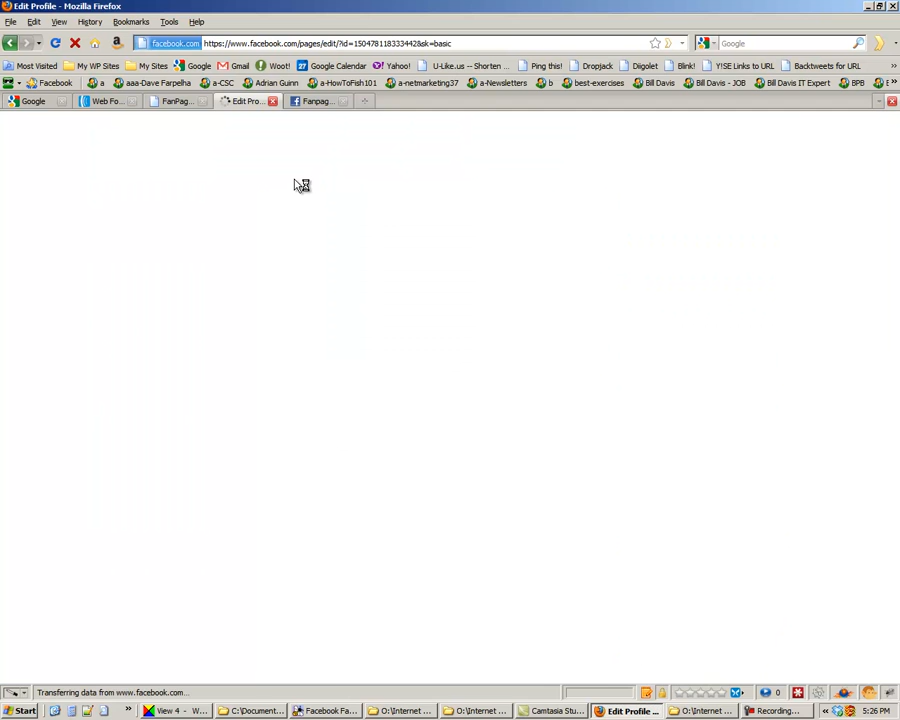 Edit Profile - Mozilla Firefox
File Edit View History Bookmarks Tools Help
facebook.com https://www.facebook.com/pages/edit/?id=150478118333442&sk=basic Google
Most Visited My WP Sites My Sites Google Gmail Woot! 27 Google Calendar Yahoo! U-Like.us -- Shorten ... Ping this! Dropjack Diigolet Blink! Y!SE Links to URL Backtweets for URL
Facebook a aaa-Dave Farpelha a-CSC Adrian Guinn a-HowToFish101 a-netmarketing37 a-Newsletters b best-exercises Bill Davis Bill Davis - JOB Bill Davis IT Expert BPB E
Google Web Fo... FanPag... Edit Pro... Fanpag...
Transferring data from www.facebook.com... 0
Start View 4 - W... C:\Document... Facebook Fa... O:\Internet ... O:\Internet ... Camtasia Stu... Edit Profile ... O:\Internet ... Recording... 5:26 PM